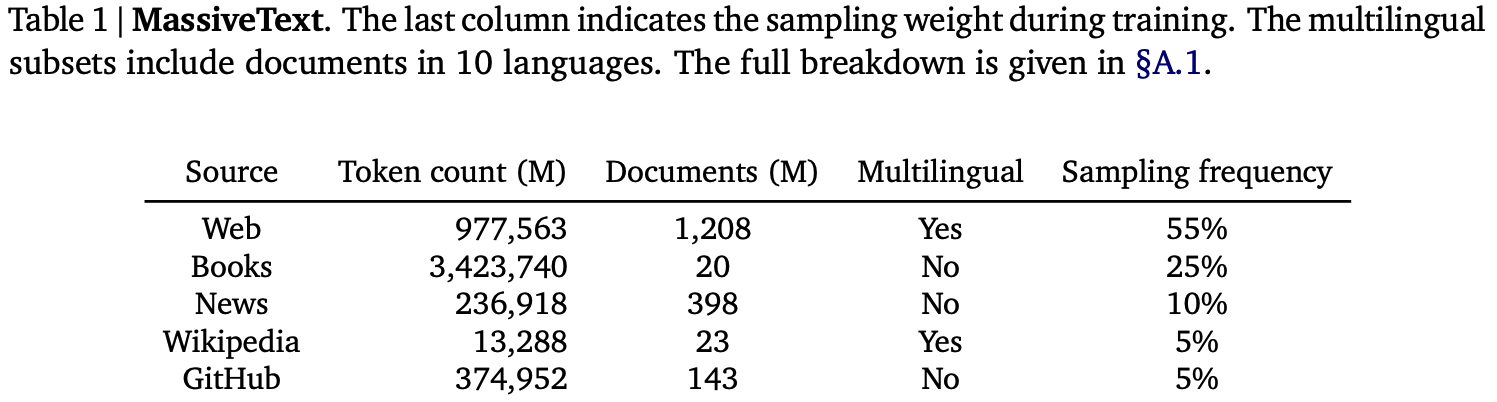 Table 1 | MassiveText. The last column indicates the sampling weight during training. The multilingual
subsets include documents in 10 languages. The full breakdown is given in §A.1.
Source Token count (M) Documents (M) Multilingual Sampling frequency
Web 977,563 1,208 Yes 55%
Books 3,423,740 20 No 25%
News 236,918 398 No 10%
Wikipedia 13,288 23 Yes 5%
GitHub 374,952 143 No 5%